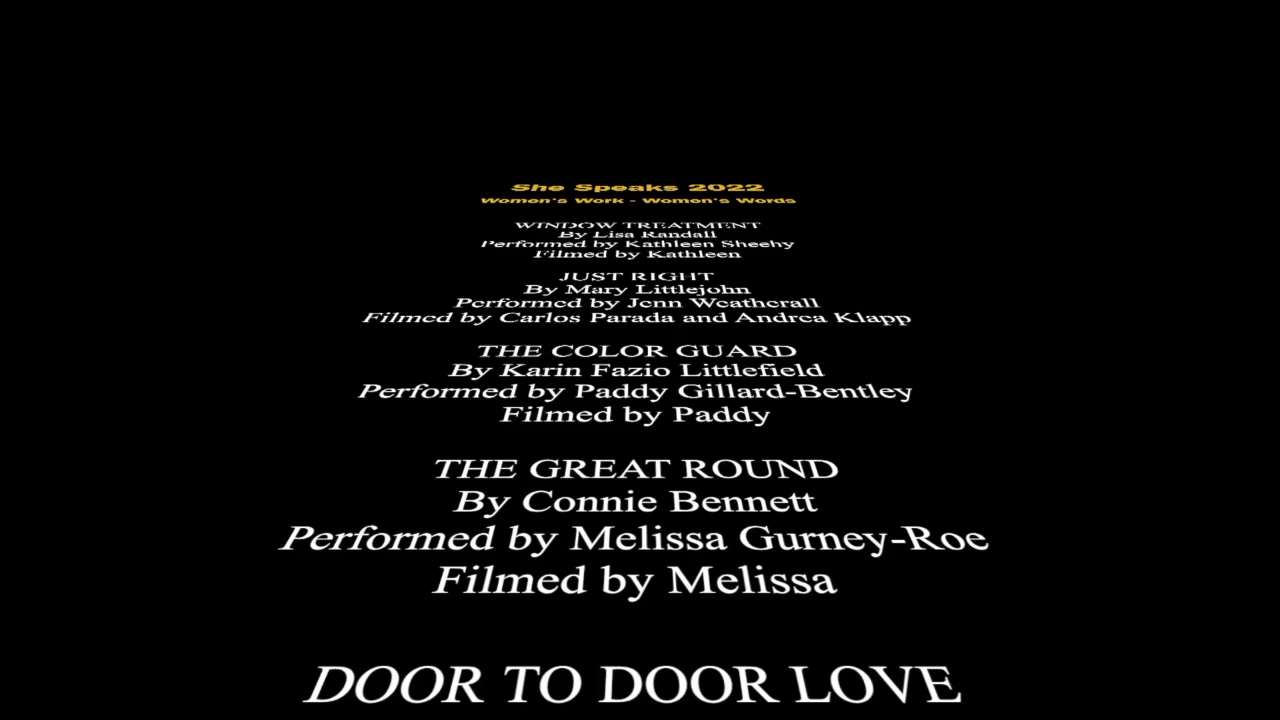 She Speaks 2022
Women's Work - Women's Words
WINDOW TREATMENT
By Lisa Randall
Performed by Kathleen Sheehy
Filmed by Kathleen
JUST RIGHT
By Mary Littlejohn
Performed by Jenn Weatherall
Filmed by Carlos Parada and Andrea Klapp
THE COLOR GUARD
By Karin Fazio Littlefield
Performed by Paddy Gillard-Bentley
Filmed by Paddy
THE GREAT ROUND
By Connie Bennett
Performed by Melissa Gurney-Roe
Filmed by Melissa
DOOR TO DOOR LOVE